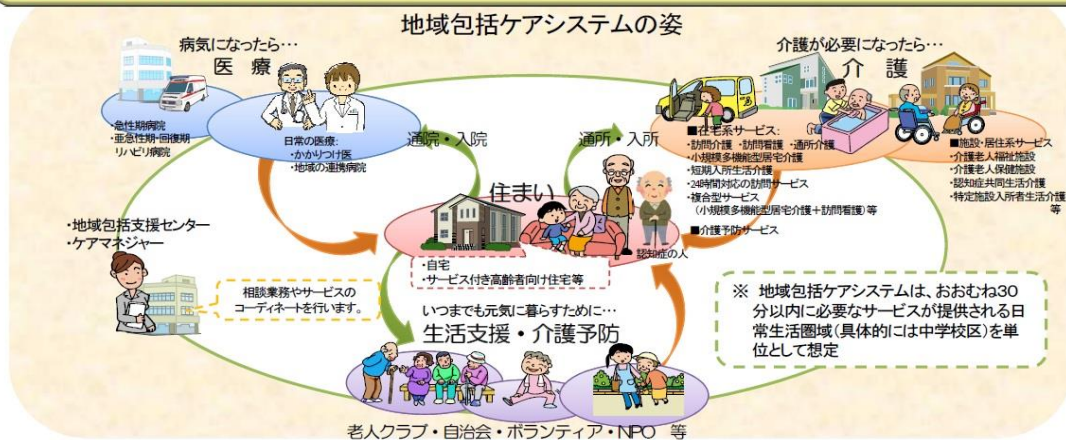 地域包括ケアシステムの姿
病気になったら…
医 療
・急性期病院
・亜急性期・回復期
リハビリ病院
日常の医療:
・かかりつけ医
・地域の連携病院
通院・入院
通所・入所
介護が必要になったら…
介 護
■在宅系サービス:
・訪問介護 ・訪問看護 ・通所介護
・小規模多機能型居宅介護
・短期入所生活介護
・24時間対応の訪問サービス
・複合型サービス
(小規模多機能型居宅介護+訪問看護)等
■介護予防サービス
■施設・居住系サービス
・介護老人福祉施設
・介護老人保健施設
・認知症共同生活介護
・特定施設入所者生活介護
等
住まい
認知症の人
・自宅
・サービス付き高齢者向け住宅等
・地域包括支援センター
・ケアマネジャー
相談業務やサービスの
コーディネートを行います。
いつまでも元気に暮らすために…
生活支援・介護予防
老人クラブ・自治会・ボランティア・NPO 等
※ 地域包括ケアシステムは、おおむね30
分以内に必要なサービスが提供される日
常生活圏域(具体的には中学校区)を単
位として想定